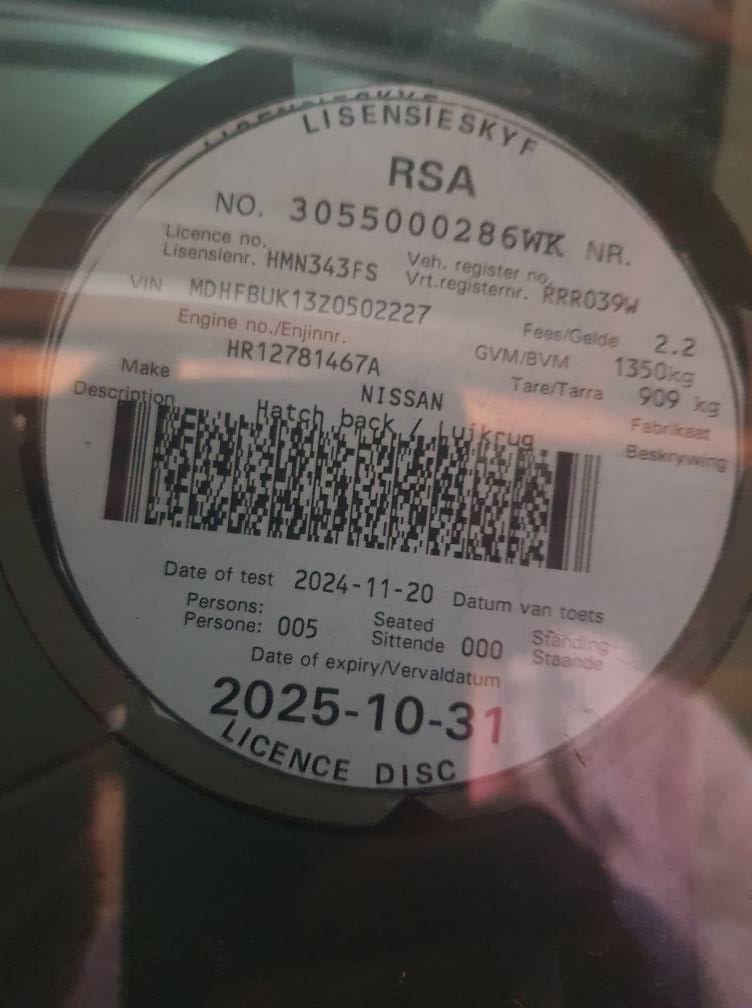 LISENSIESKYF
RSA
NO. 3055000286WK NR.
Licence no. Veh. register no.
Lisensienr. HMN343FS Vrt.registernr. RRR039W
VIN MDHFBUK13Z0502227
Engine no./Enjinnr. Fees/Gelde 2.2
HR12781467A GVM/BVM 1350kg
Tare/Tarra 909 kg
Make NISSAN Fabrikaat
Description Hatch back / Luikrug Beskrywing
Date of test 2024-11-20 Datum van toets
Persons: Seated Standing
Persone: 005 Sittende 000 Staande
Date of expiry/Vervaldatum
2025-10-31
LICENCE DISC